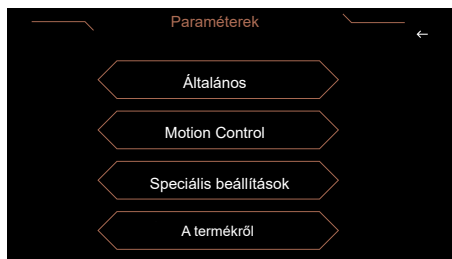 Paraméterek
←
Általános
Motion Control
Speciális beállítások
A termékről